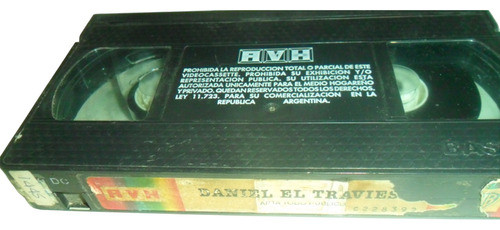 AVH
PROHIBIDA LA REPRODUCCION TOTAL O PARCIAL DE ESTE
VIDEOCASSETTE, PROHIBIDA SU EXHIBICION Y/O
REPRESENTACION PUBLICA. SU UTILIZACION ESTA
AUTORIZADA UNICAMENTE PARA EL MEDIO HOGAREÑO
Y PRIVADO. QUEDAN RESERVADOS TODOS LOS DERECHOS.
LEY 11.723. PARA SU COMERCIALIZACION EN LA
REPUBLICA ARGENTINA.
AVH
DANIEL EL TRAVIES